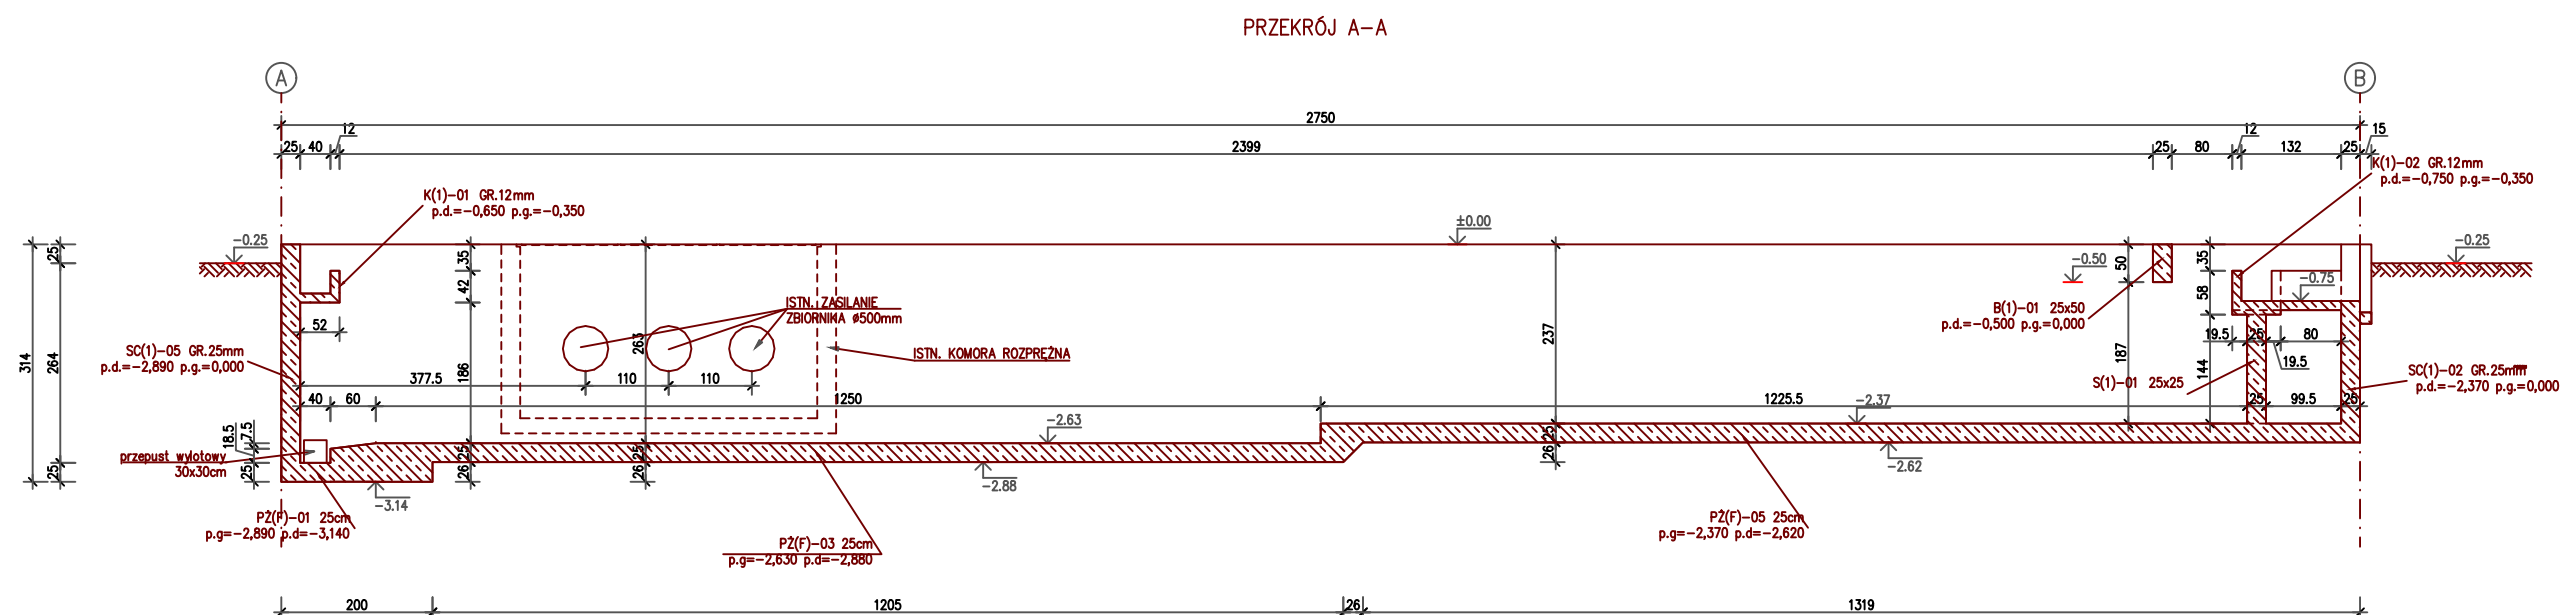 PRZEKRÓJ A-A
A
B
2750
12
12
15
25
40
2399
25
80
132
25
K(1)-01 GR.12mm
p.d.=-0,650 p.g.=-0,350
K(1)-02 GR.12mm
p.d.=-0,750 p.g.=-0,350
±0.00
-0.25
-0.25
25
35
50
35
-0.50
-0.75
42
58
ISTN. ZASILANIE
ZBIORNIKA ø500mm
B(1)-01 25x50
p.d.=-0,500 p.g.=0,000
52
263
237
19.5
25
80
SC(1)-05 GR.25mm
p.d.=-2,890 p.g.=0,000
ISTN. KOMORA ROZPRĘŻNA
314
264
186
187
144
19.5
377.5
110
110
S(1)-01 25x25
SC(1)-02 GR.25mm
p.d.=-2,370 p.g.=0,000
40
60
1250
1225.5
25
99.5
25
-2.37
-2.63
18.5
7.5
25
25
25
przepust wylotowy
30x30cm
25
25
26
26
26
-2.62
-2.88
-3.14
PŻ(F)-01 25cm
p.g=-2,890 p.d=-3,140
PŻ(F)-03 25cm
p.g=-2,630 p.d=-2,880
PŻ(F)-05 25cm
p.g=-2,370 p.d=-2,620
200
1205
26
1319